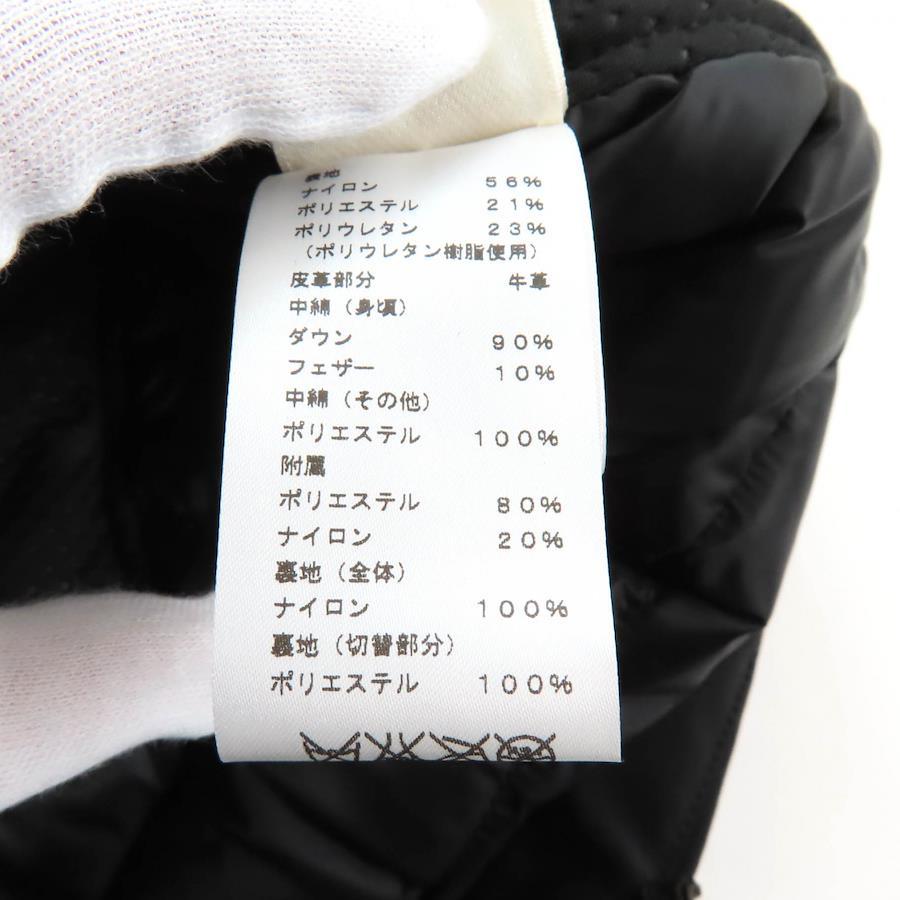 ナイロン 56%
ポリエステル 21%
ポリウレタン 23%
(ポリウレタン樹脂使用)
皮革部分 牛革
中綿(身頃)
ダウン 90%
フェザー 10%
中綿(その他)
ポリエステル 100%
附属
ポリエステル 80%
ナイロン 20%
裏地(全体)
ナイロン 100%
裏地(切替部分)
ポリエステル 100%